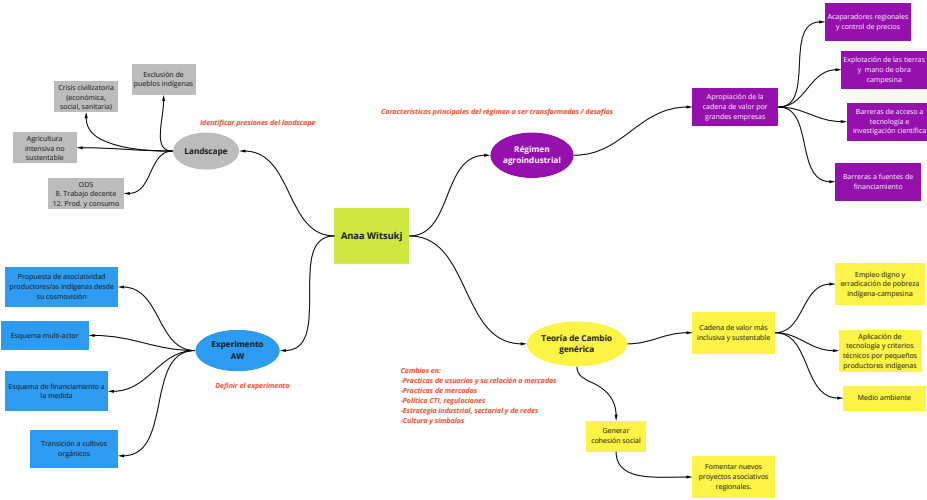 Acaparadores regionales
y control de precios
Explotación de las tierras
y mano de obra
campesina
Apropiación de la
cadena de valor por
grandes empresas
Barreras de acceso a
tecnología e
investigación científica
Barreras a fuentes de
financiamiento
Características principales del régimen a ser transformados / desafíos
Régimen
agroindustrial
Exclusión de
pueblos indígenas
Crisis civilizatoria
(económica,
social, sanitaria)
Identificar presiones del landscape
Agricultura
intensiva no
sustentable
Landscape
ODS
8. Trabajo decente
12. Prod. y consumo
Anaa Witsukj
Propuesta de asociatividad
productores/as indígenas desde
su cosmovisión
Esquema multi-actor
Experimento
AW
Esquema de financiamiento a
la medida
Definir el experimento
Transición a cultivos
orgánicos
Teoría de Cambio
genérica
Cambios en:
-Practicas de usuarios y su relación a mercados
-Practicas de mercados
-Política CTI, regulaciones
-Estrategia industrial, sectorial y de redes
-Cultura y símbolos
Cadena de valor más
inclusiva y sustentable
Empleo digno y
erradicación de pobreza
indígena-campesina
Aplicación de
tecnología y criterios
técnicos por pequeños
productores indígenas
Medio ambiente
Generar
cohesión social
Fomentar nuevos
proyectos asociativos
regionales.